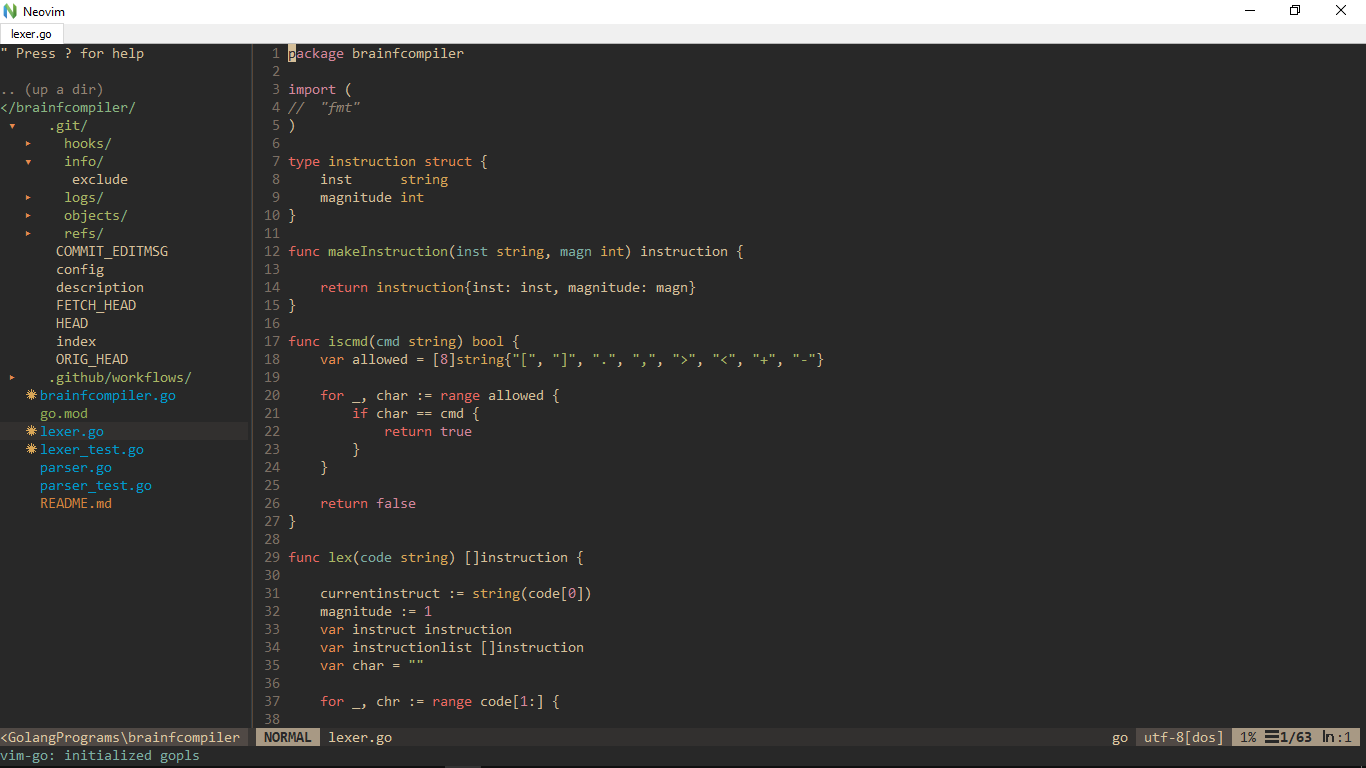 Neovim
lexer.go
" Press ? for help
.. (up a dir)
</brainfcompiler/
▾ .git/
▸ hooks/
▾ info/
exclude
▸ logs/
▸ objects/
▸ refs/
COMMIT_EDITMSG
config
description
FETCH_HEAD
HEAD
index
ORIG_HEAD
▸ .github/workflows/
✹brainfcompiler.go
go.mod
✹lexer.go
✹lexer_test.go
parser.go
parser_test.go
README.md
1 package brainfcompiler
2
3 import (
4 //  "fmt"
5 )
6
7 type instruction struct {
8     inst      string
9     magnitude int
10 }
11
12 func makeInstruction(inst string, magn int) instruction {
13
14     return instruction{inst: inst, magnitude: magn}
15 }
16
17 func iscmd(cmd string) bool {
18     var allowed = [8]string{"[", "]", ".", ",", ">", "<", "+", "-"}
19
20     for _, char := range allowed {
21         if char == cmd {
22             return true
23         }
24     }
25
26     return false
27 }
28
29 func lex(code string) []instruction {
30
31     currentinstruct := string(code[0])
32     magnitude := 1
33     var instruct instruction
34     var instructionlist []instruction
35     var char = ""
36
37     for _, chr := range code[1:] {
38
<GolangPrograms\brainfcompiler NORMAL lexer.go go utf-8[dos] 1% ☰1/63 ln:1
vim-go: initialized gopls